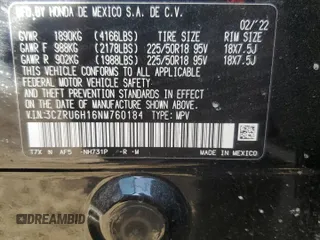 MFD BY HONDA DE MEXICO S.A. DE C.V.
02/'22
GVWR 1890KG (4166LBS) TIRE SIZE RIM SIZE
GAWR F 988KG (2178LBS) 225/50R18 95V 18X7.5J
GAWR R 902KG (1988LBS) 225/50R18 95V 18X7.5J
THIS VEHICLE CONFORMS TO ALL APPLICABLE
FEDERAL MOTOR VEHICLE SAFETY, BUMPER,
AND THEFT PREVENTION STANDARDS IN EFFECT
ON THE DATE OF MANUFACTURE SHOWN ABOVE.
V.I.N:3CZRU6H16NM760184 TYPE: MPV
AF5 NH731P -R -M
MADE IN MEXICO
DREAMBID